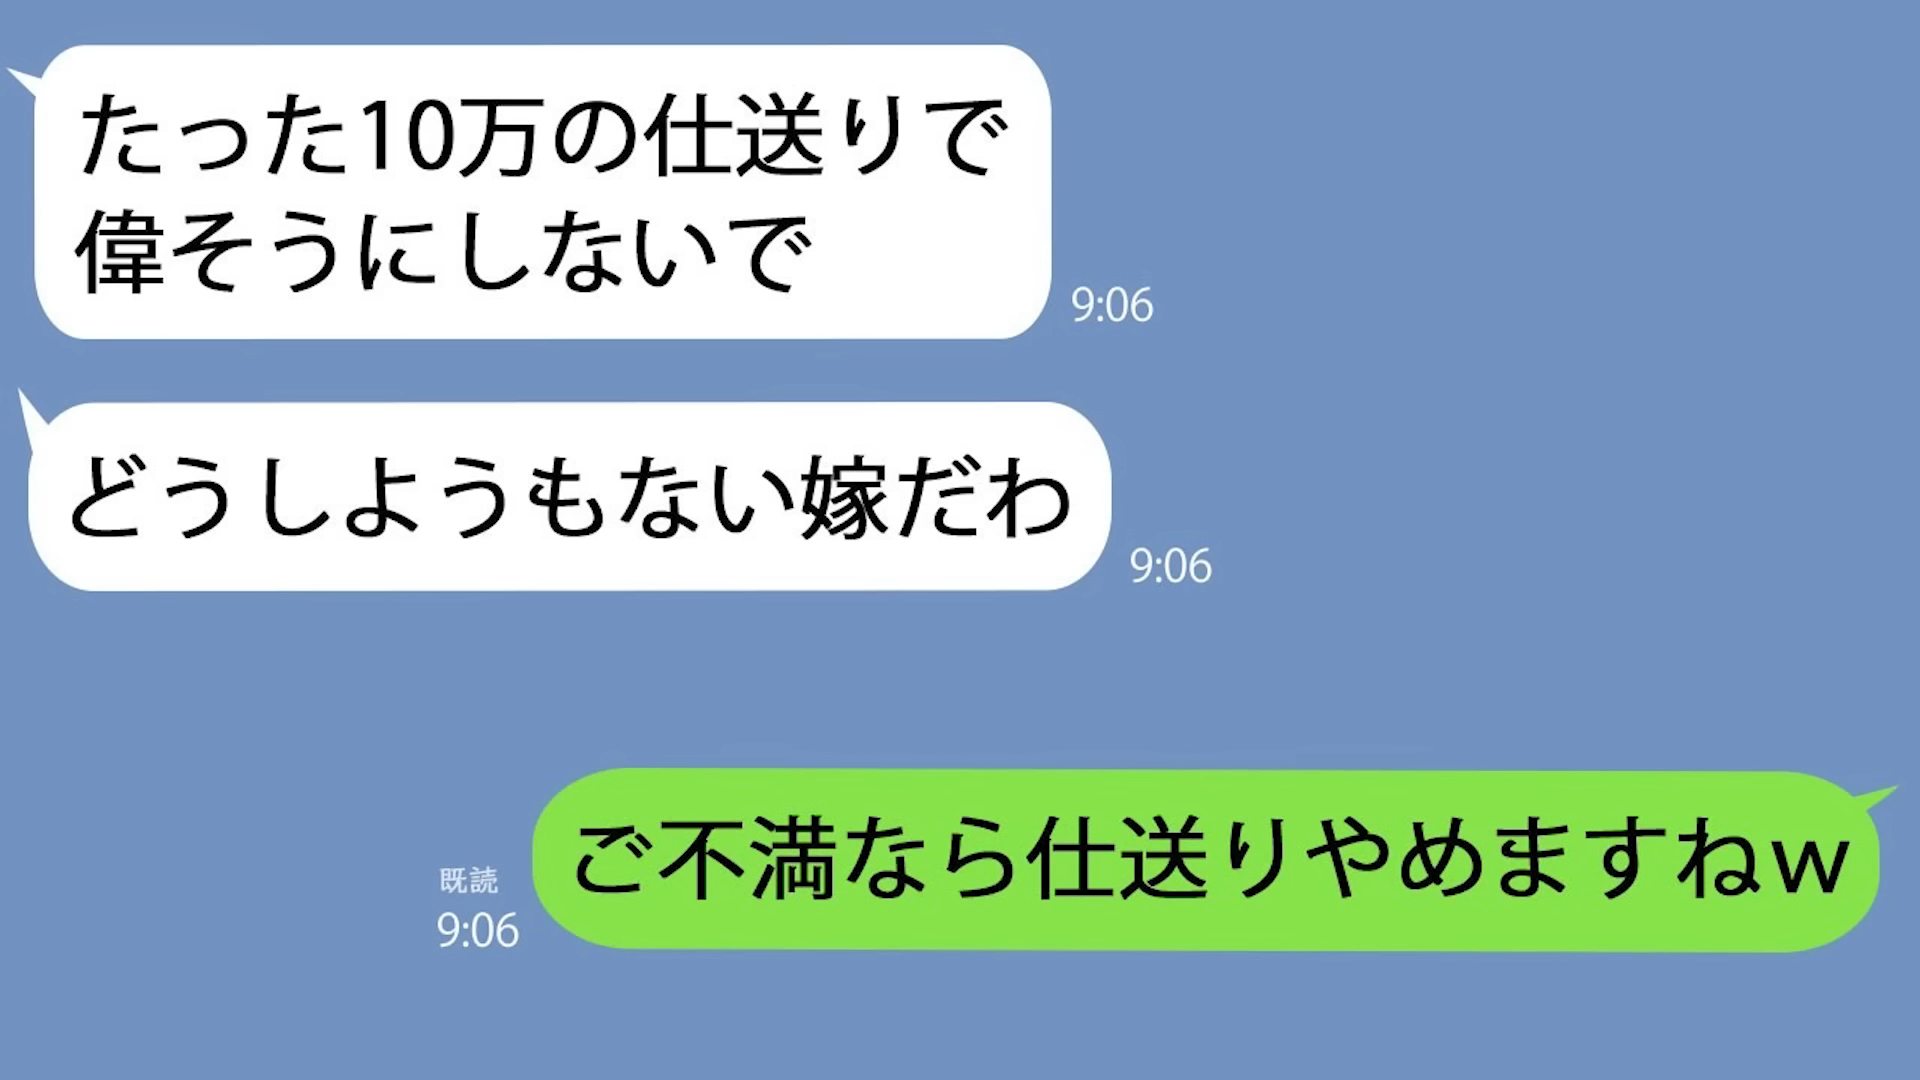 たった10万の仕送りで
偉そうにしないで
9:06
どうしようもない嫁だわ
9:06
ご不満なら仕送りやめますねw
既読
9:06